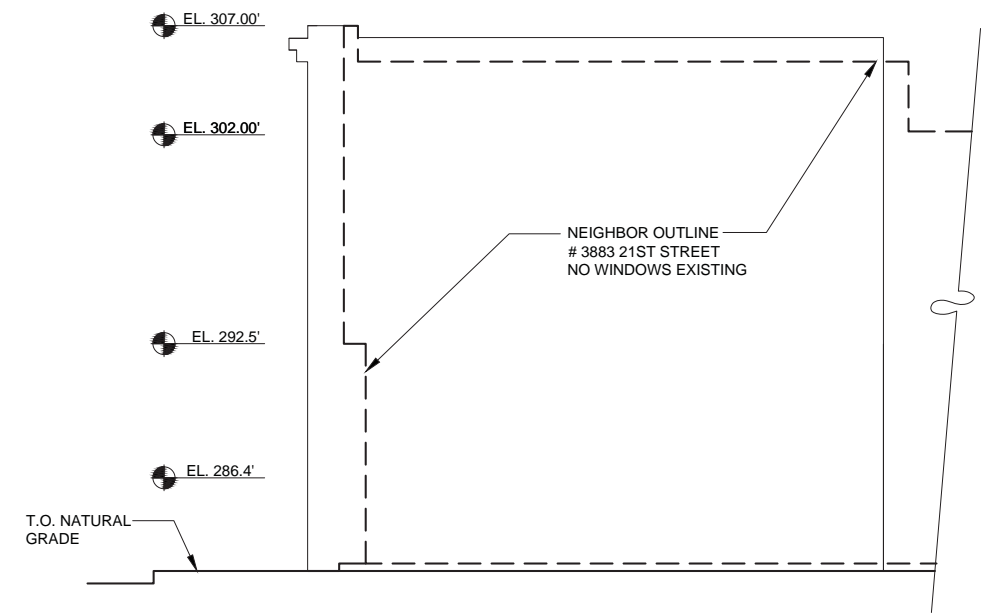 EL. 307.00'
EL. 302.00'
NEIGHBOR OUTLINE
# 3883 21ST STREET
NO WINDOWS EXISTING
EL. 292.5'
EL. 286.4'
T.O. NATURAL
GRADE